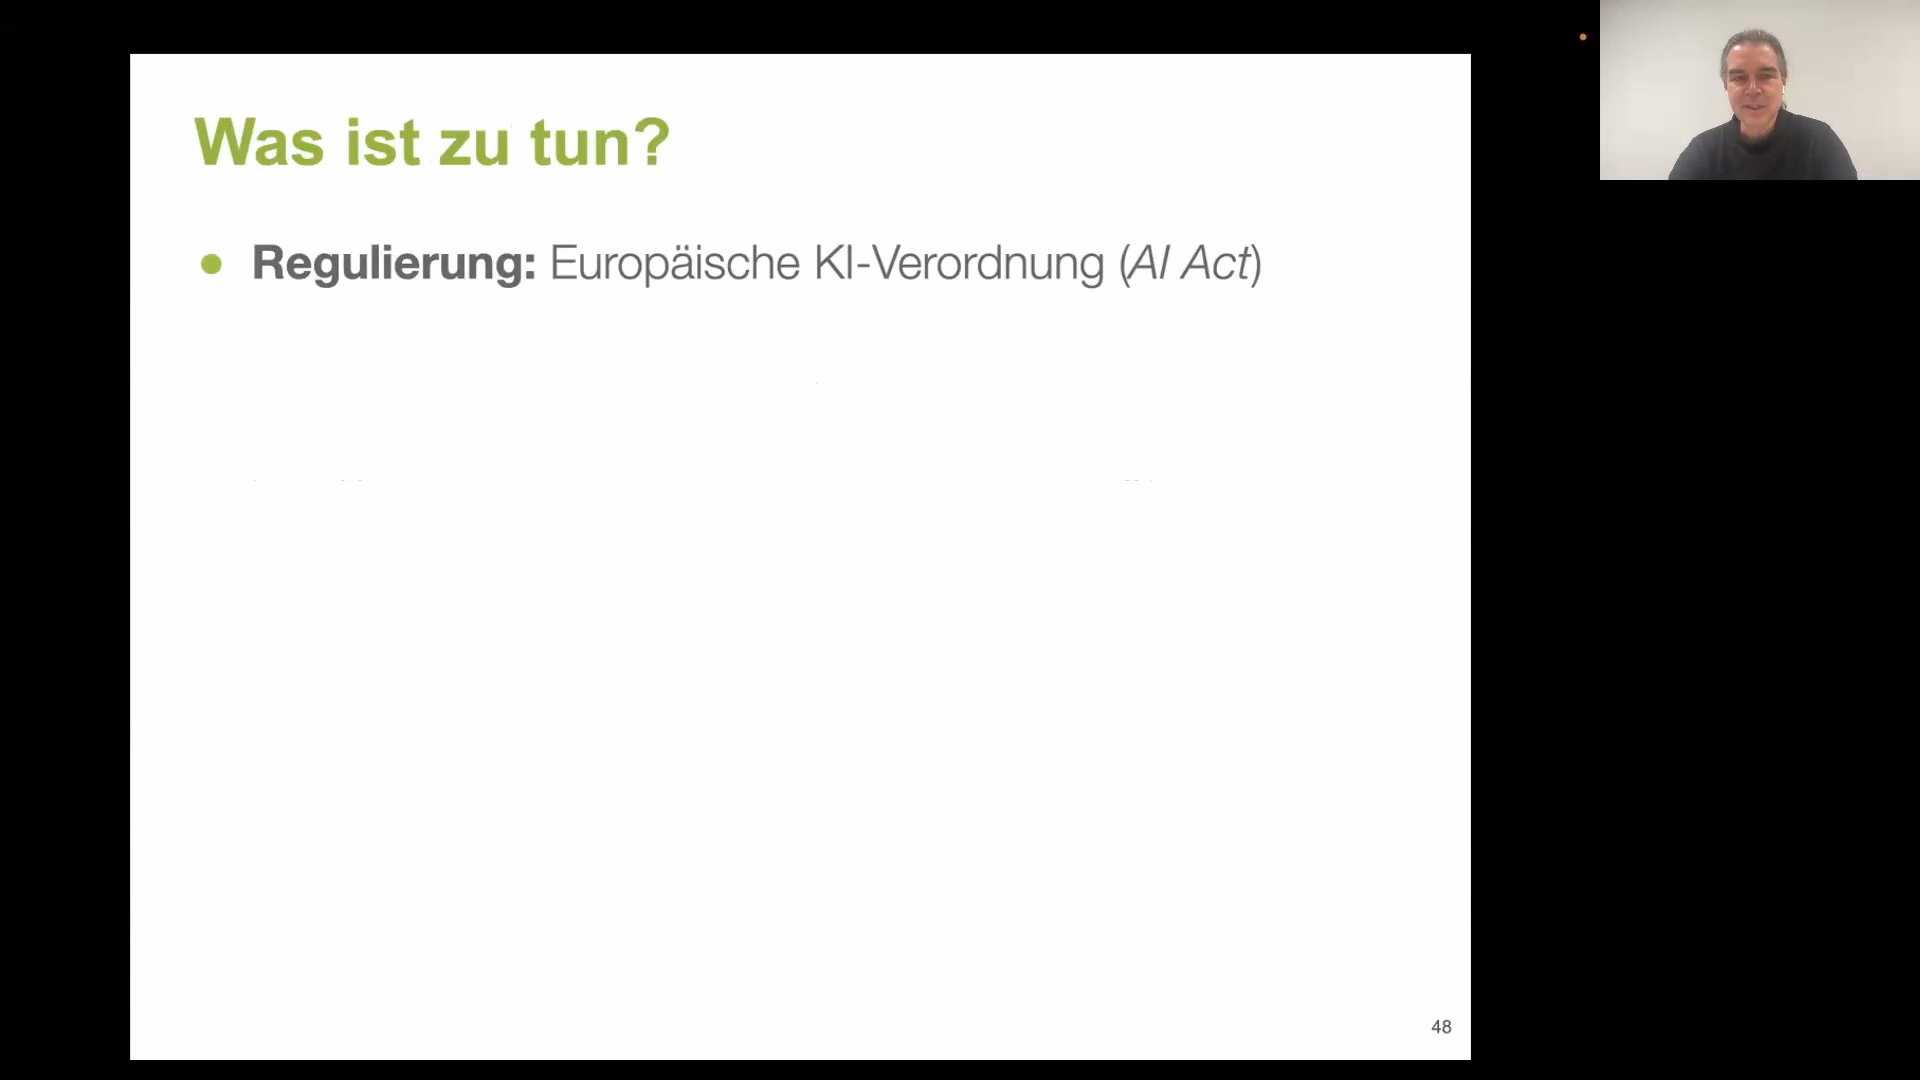 Was ist zu tun?
Regulierung: Europäische KI-Verordnung (AI Act)
48